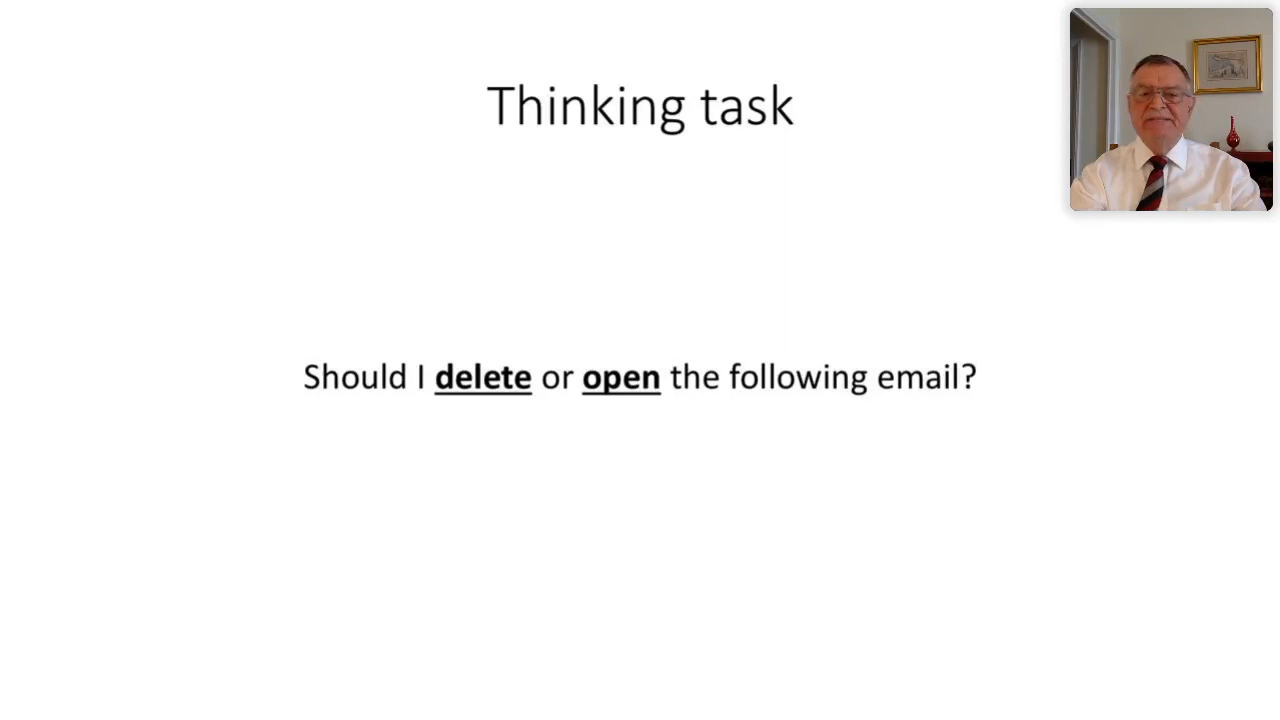 Thinking task
Should I delete or open the following email?